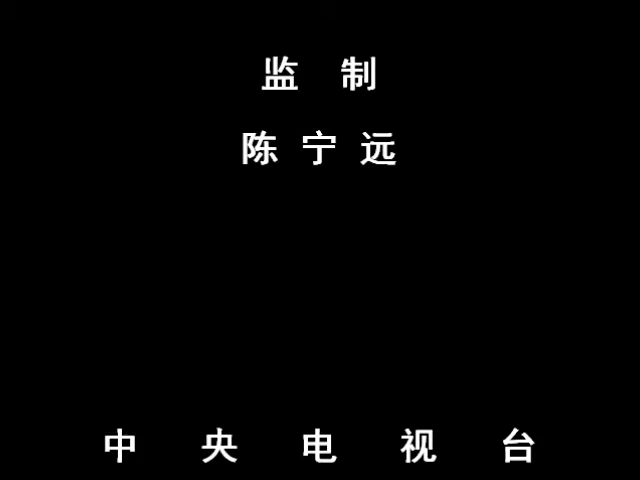 监 制
陈 宁 远
中 央 电 视 台